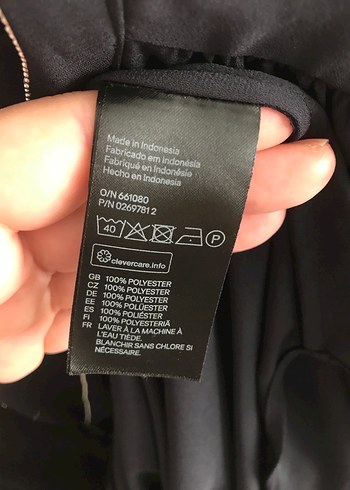 Made in Indonesia
Fabricado em Indonésia
Fabriqué en Indonésie
Hecho en Indonesia
O/N 661080
P/N 0269781 2
40 P
clevercare.info
GB 100% POLYESTER
CZ 100% POLYESTER
DE 100% POLYESTER
EE 100% POLÜESTER
ES 100% POLIÉSTER
FI 100% POLYESTERIÄ
FR LAVER À LA MACHINE À
L'EAU TIÈDE.
BLANCHIR SANS CHLORE SI
NÉCESSAIRE.